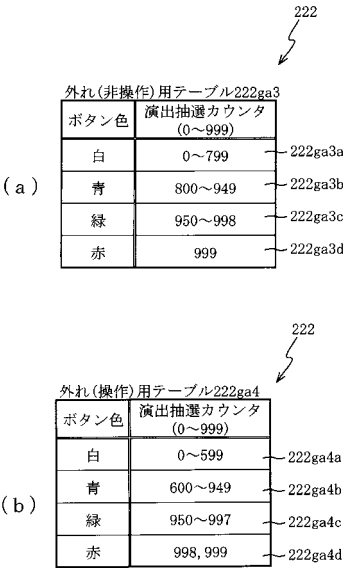 222
外れ(非操作)用テーブル222ga3
ボタン色 演出抽選カウンタ
(0～999)
白 0～799 222ga3a
青 800～949 222ga3b
(a)
緑 950～998 222ga3c
赤 999 222ga3d
222
外れ(操作)用テーブル222ga4
ボタン色 演出抽選カウンタ
(0～999)
白 0～599 222ga4a
青 600～949 222ga4b
(b)
緑 950～997 222ga4c
赤 998,999 222ga4d